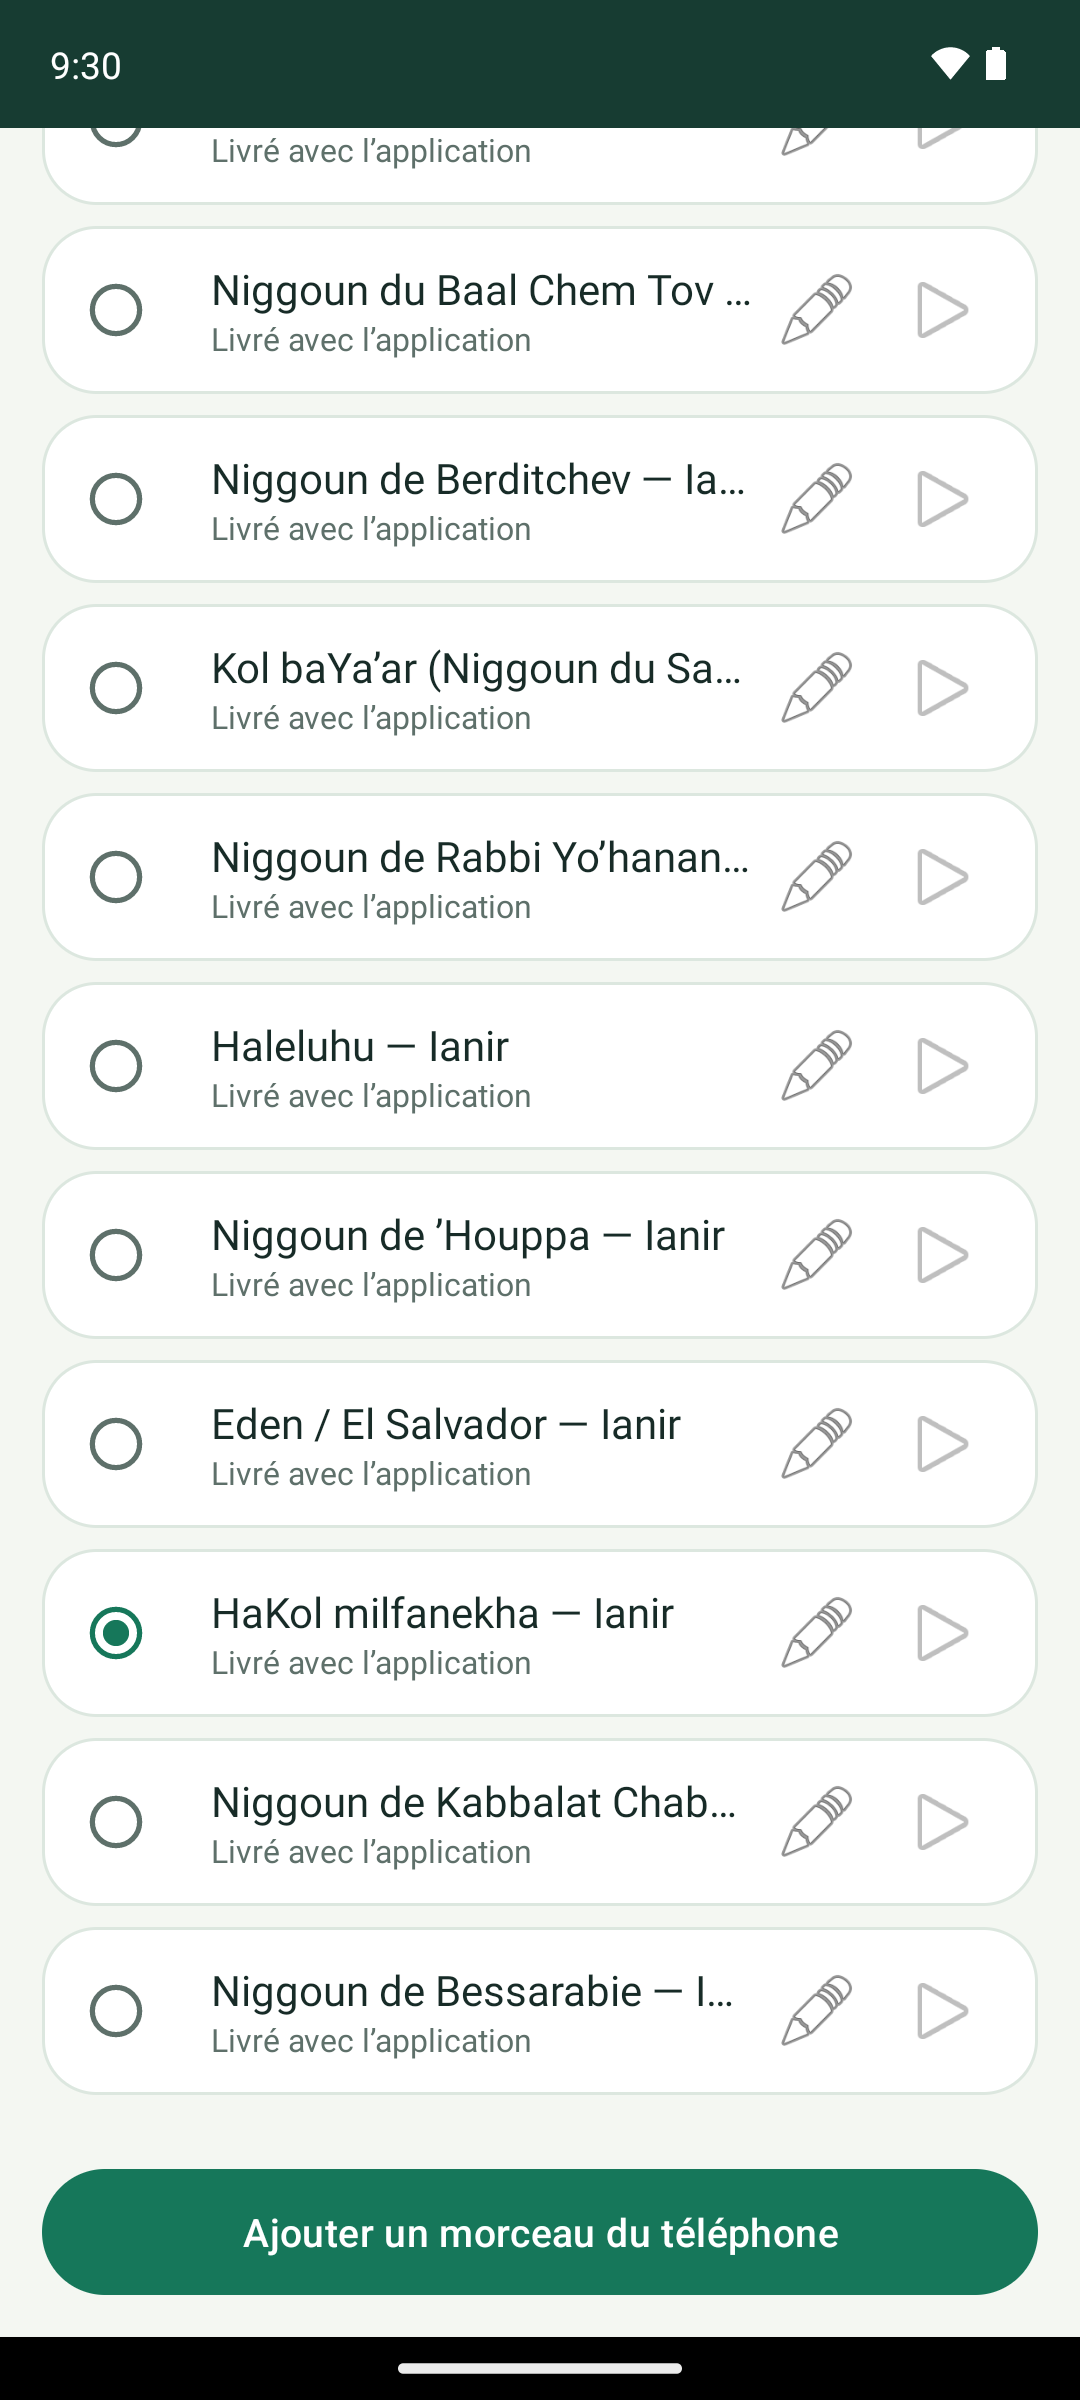 9:30
Livré avec l’application
Niggoun du Baal Chem Tov ...
Livré avec l’application
Niggoun de Berditchev — Ia...
Livré avec l’application
Kol baYa’ar (Niggoun du Sa...
Livré avec l’application
Niggoun de Rabbi Yo’hanan...
Livré avec l’application
Haleluhu — Ianir
Livré avec l’application
Niggoun de ’Houppa — Ianir
Livré avec l’application
Eden / El Salvador — Ianir
Livré avec l’application
HaKol milfanekha — Ianir
Livré avec l’application
Niggoun de Kabbalat Chab...
Livré avec l’application
Niggoun de Bessarabie — I...
Livré avec l’application
Ajouter un morceau du téléphone